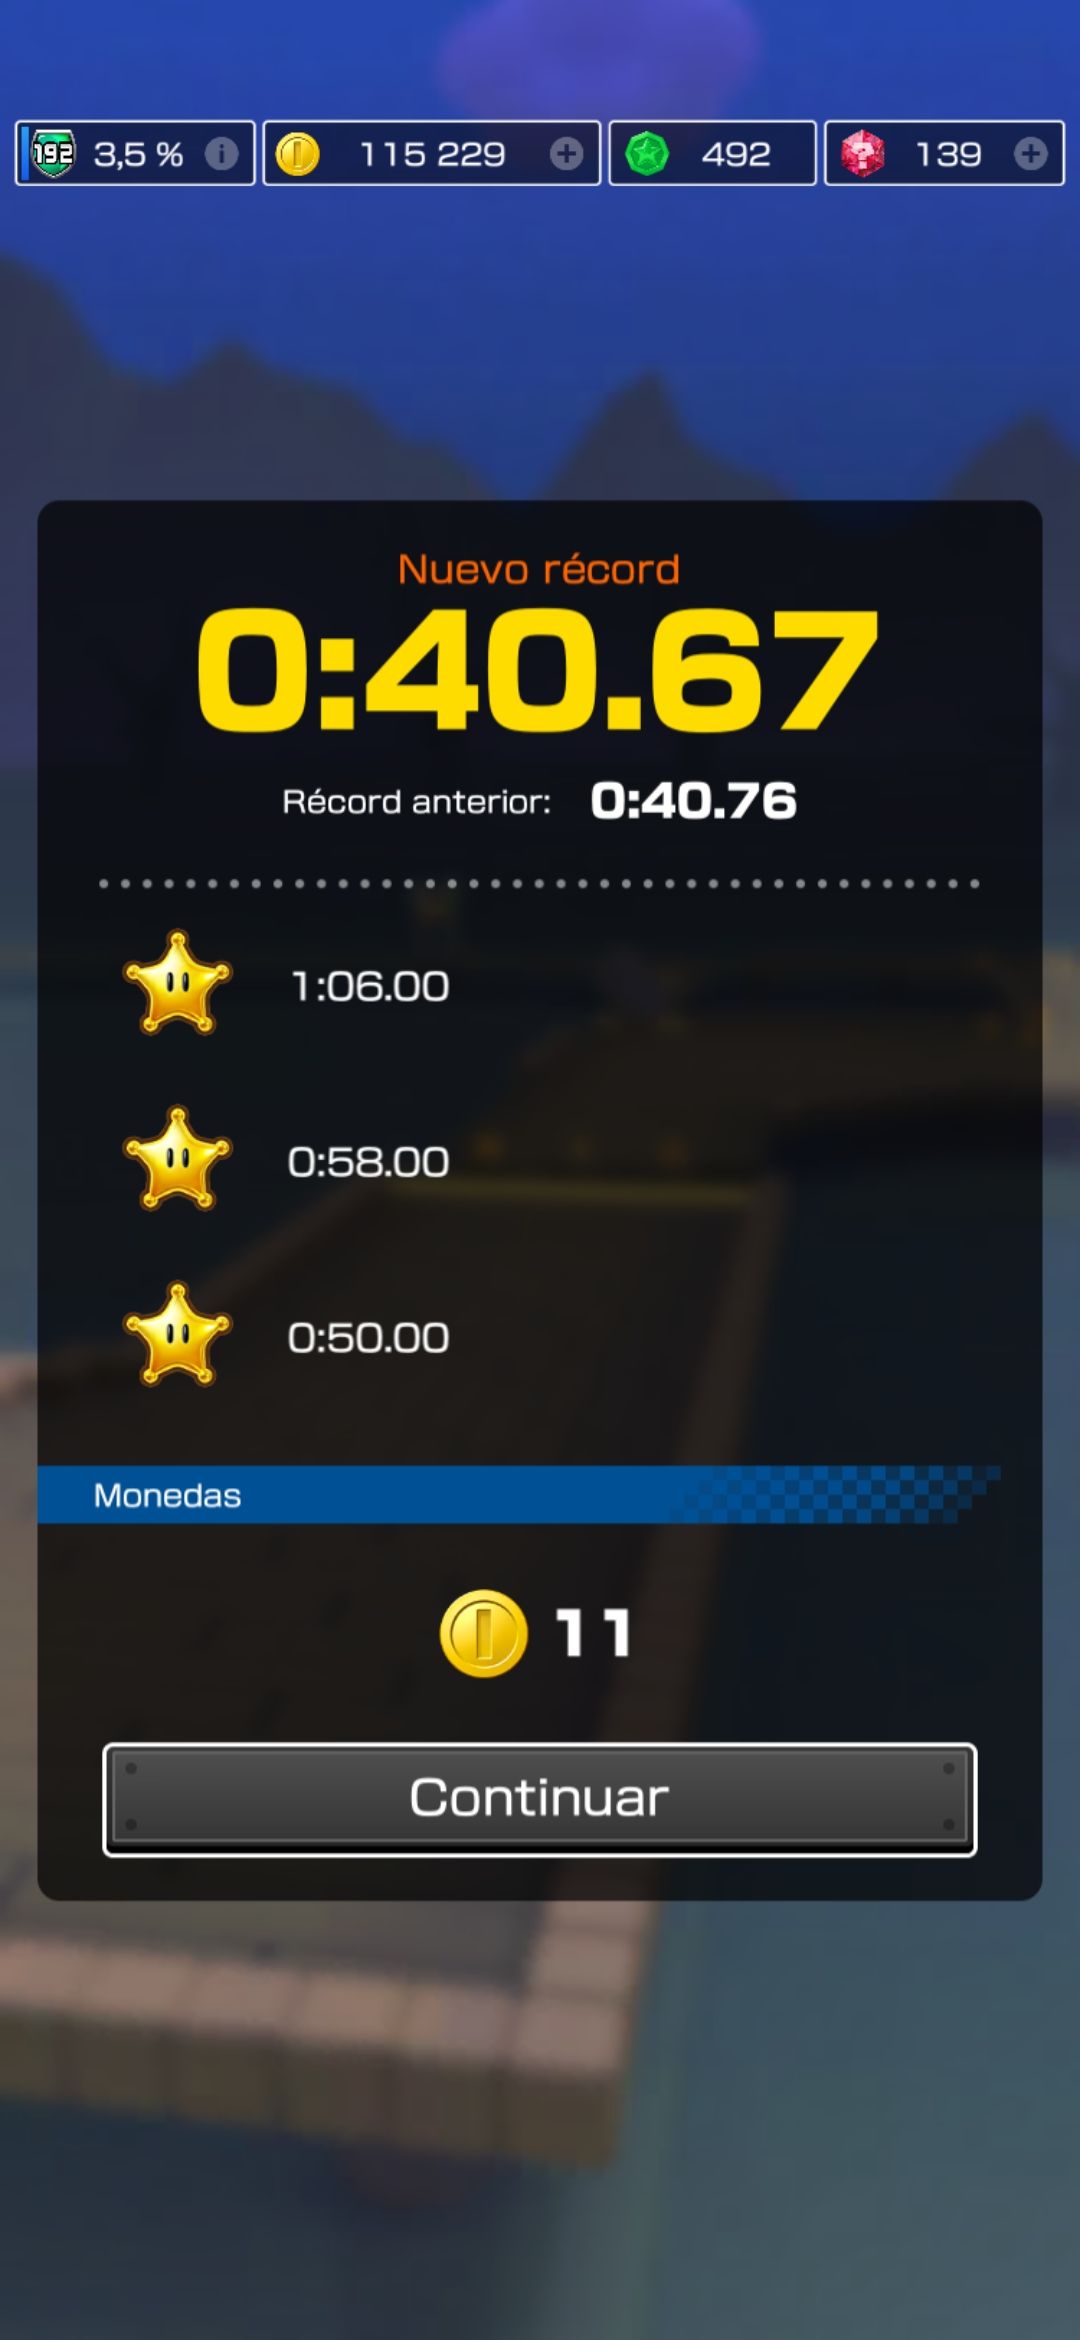 192 3,5 % i 115 229 + 492 139 +
Nuevo récord
0:40.67
Récord anterior: 0:40.76
1:06.00
0:58.00
0:50.00
Monedas
11
Continuar